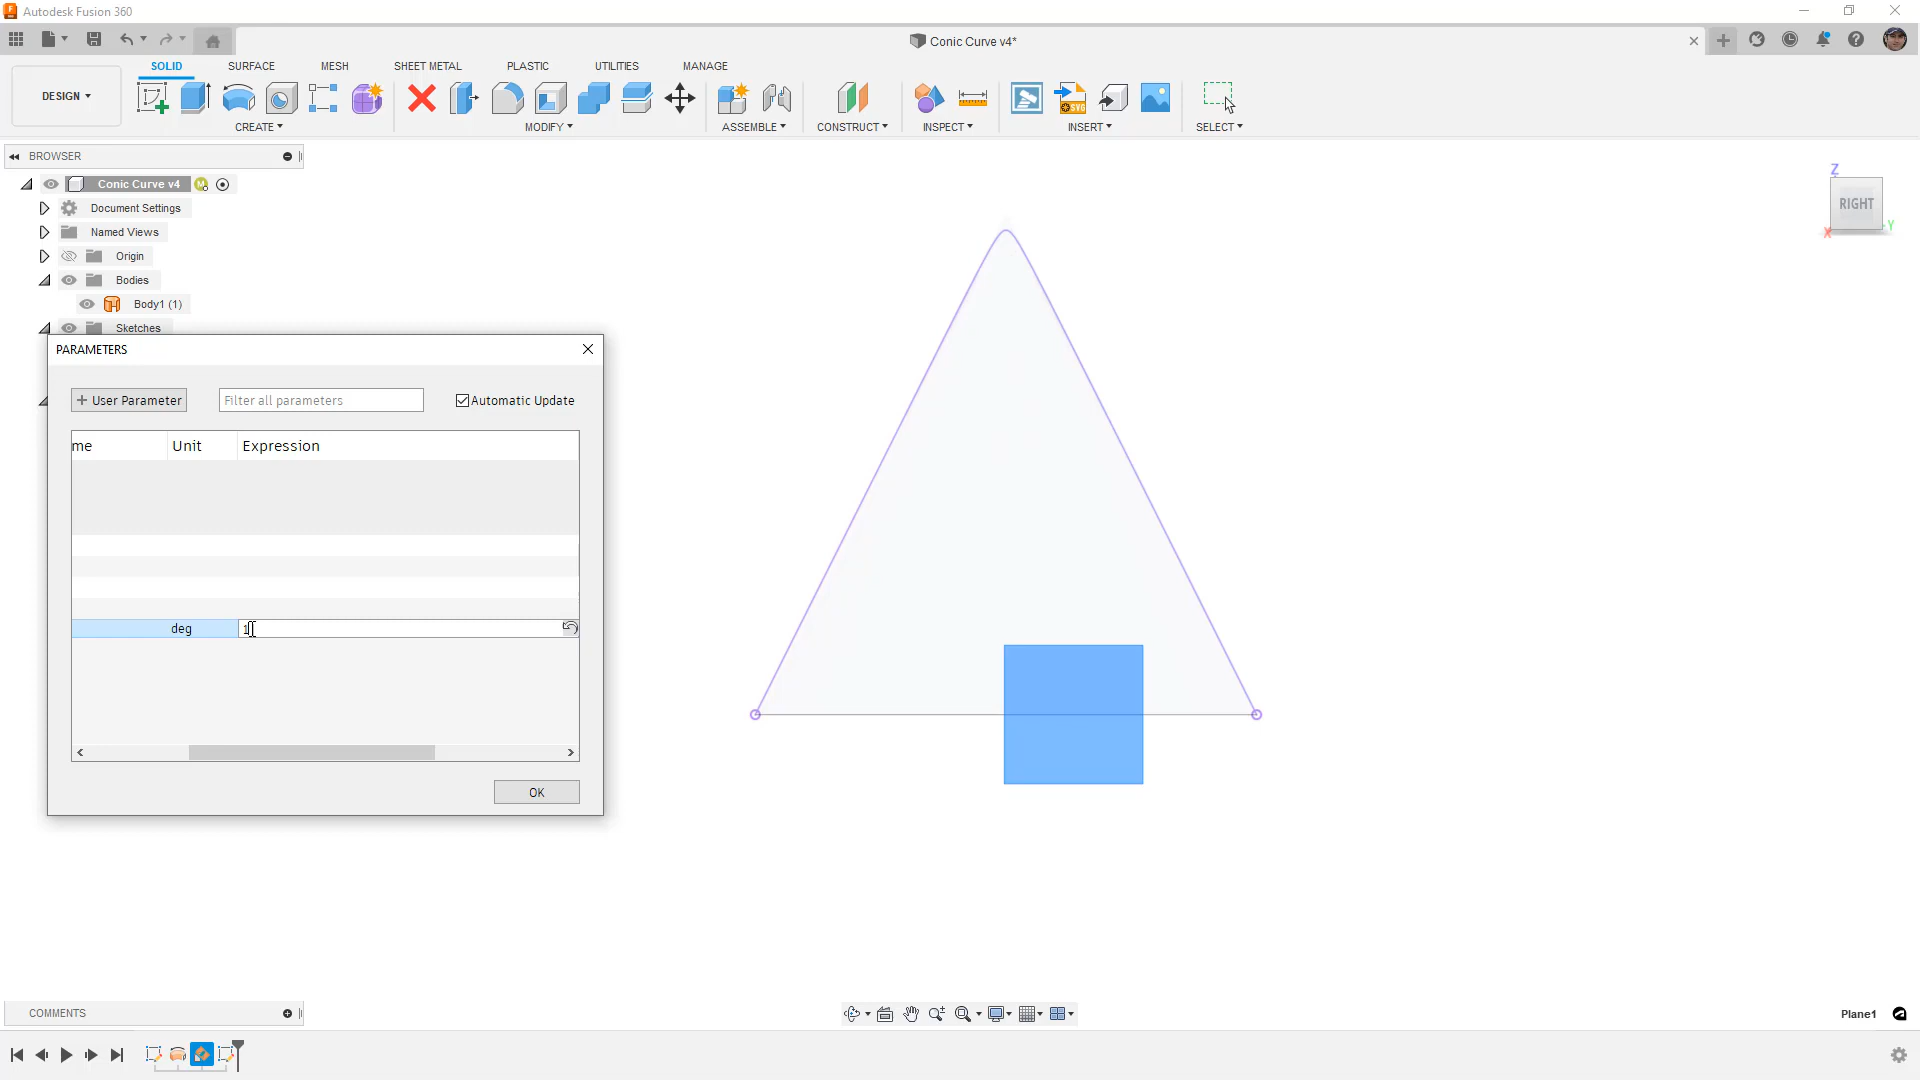 Autodesk Fusion 360
Conic Curve v4*
DESIGN
SOLID
SURFACE
MESH
SHEET METAL
PLASTIC
UTILITIES
MANAGE
CREATE
MODIFY
ASSEMBLE
CONSTRUCT
INSPECT
INSERT
SELECT
SVG
BROWSER
Conic Curve v4
Document Settings
Named Views
Origin
Bodies
Body1 (1)
Sketches
PARAMETERS
User Parameter
Filter all parameters
Automatic Update
me
Unit
Expression
deg
1
OK
Z
RIGHT
X
Y
COMMENTS
Plane1